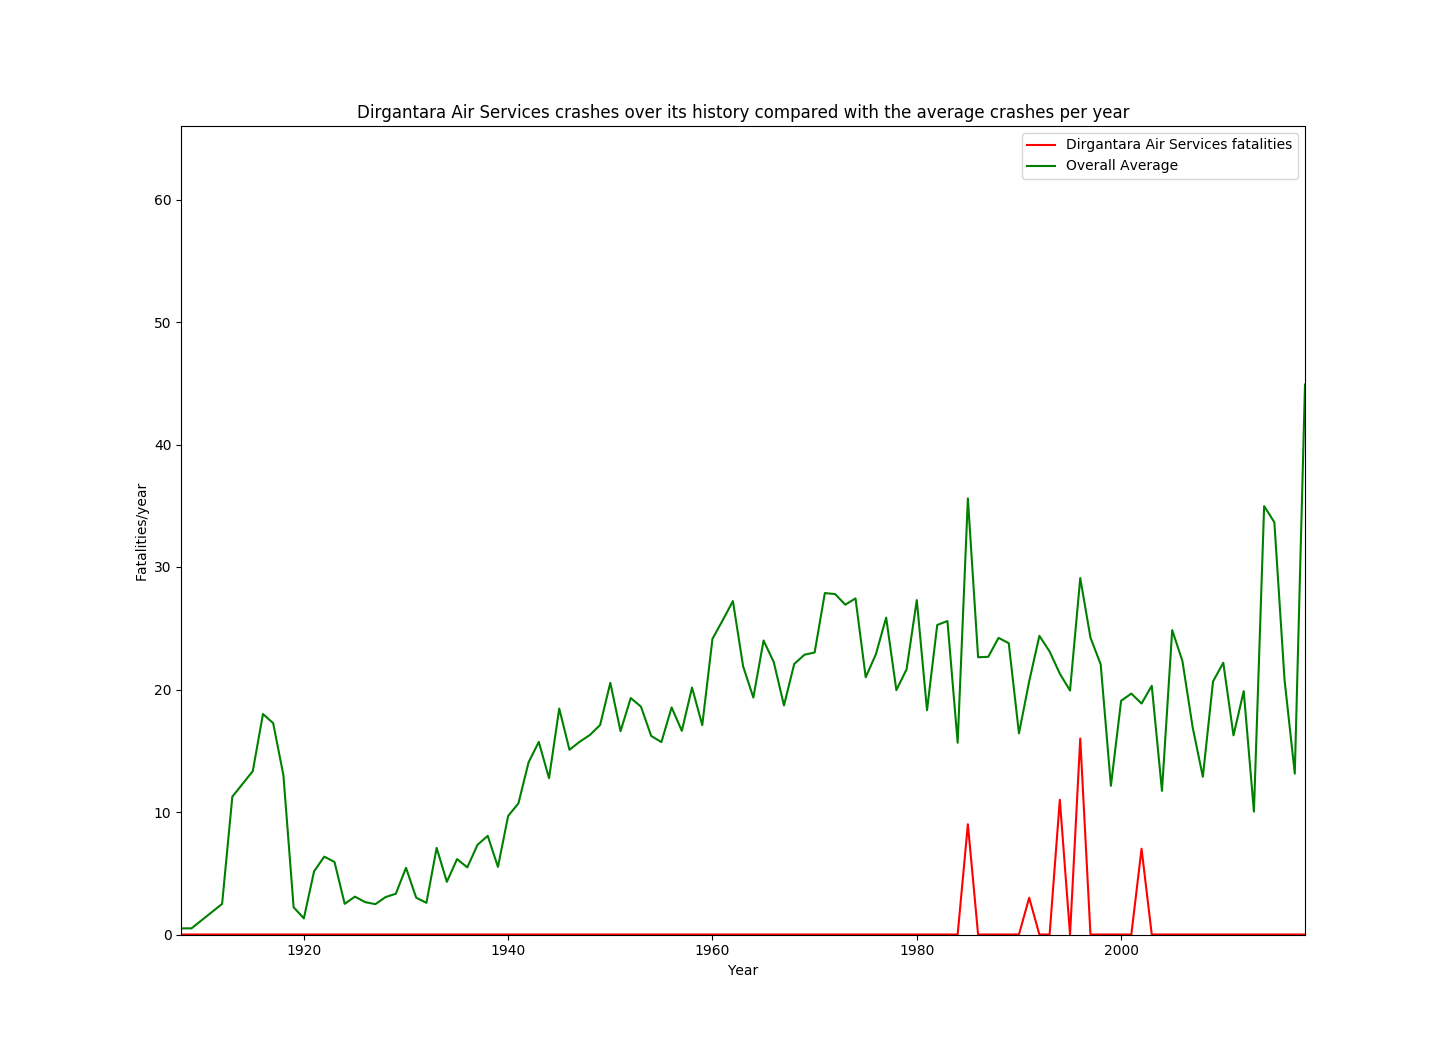 Dirgantara Air Services crashes over its history compared with the average crashes per year
Dirgantara Air Services fatalities
Overall Average
60
50
40
30
20
10
0
Fatalities/year
1920
1940
1960
1980
2000
Year